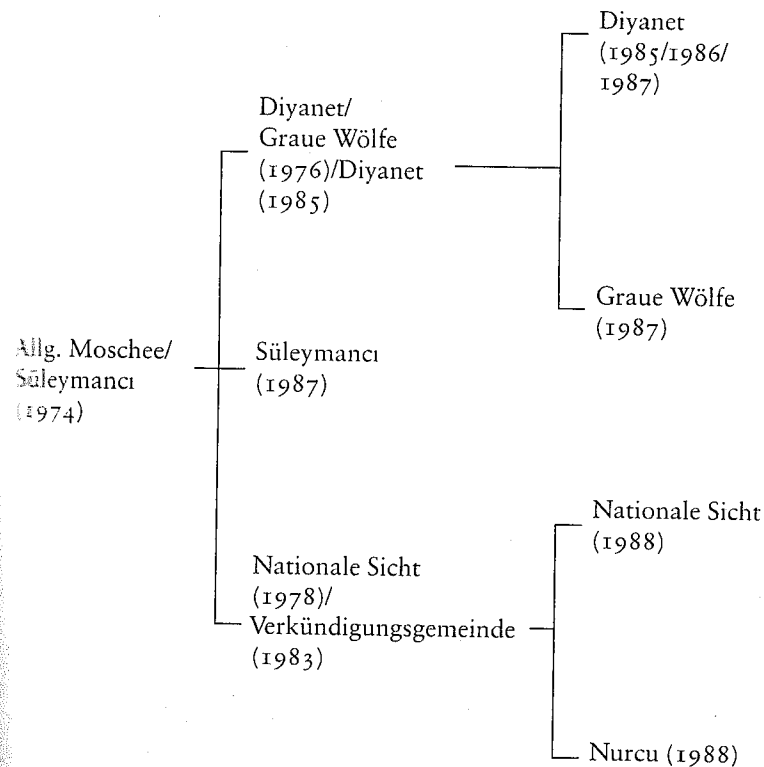 Diyanet
(1985/1986/
1987)
Diyanet/
Graue Wölfe
(1976)/Diyanet
(1985)
Graue Wölfe
(1987)
Allg. Moschee/
Süleymancı
(1974)
Süleymancı
(1987)
Nationale Sicht
(1988)
Nationale Sicht
(1978)/
Verkündigungsgemeinde
(1983)
Nurcu (1988)